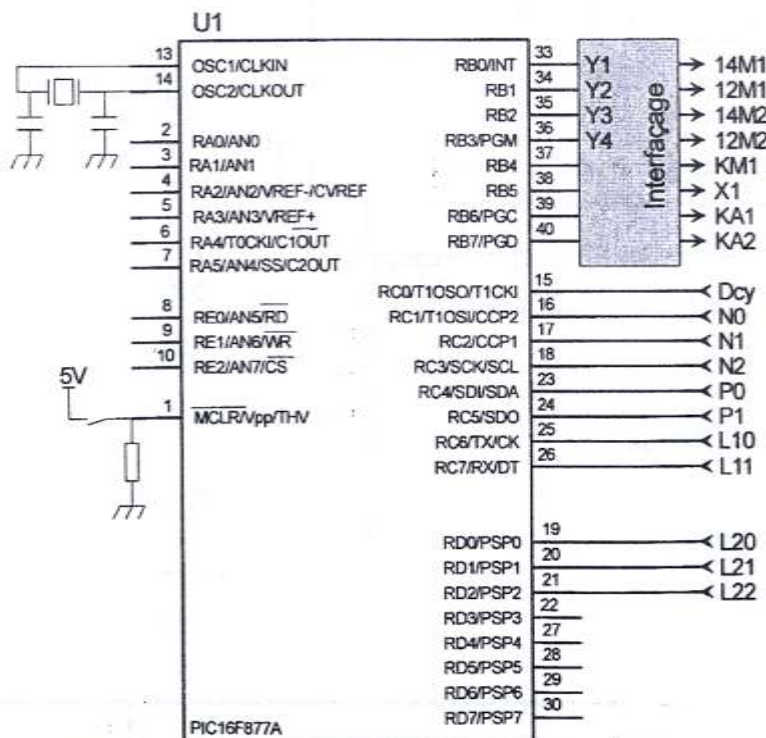 U1
13 OSC1/CLKIN
14 OSC2/CLKOUT
2 RA0/AN0
3 RA1/AN1
4 RA2/AN2/VREF-/CVREF
5 RA3/AN3/VREF+
6 RA4/T0CKI/C1OUT
7 RA5/AN4/SS/C2OUT
8 RE0/AN5/RD
9 RE1/AN6/WR
10 RE2/AN7/CS
5V
1 MCLR/Vpp/THV
PIC16F877A
RB0/INT 33 Y1 14M1
RB1 34 Y2 12M1
RB2 35 Y3 14M2
RB3/PGM 36 Y4 12M2
RB4 37 KM1
RB5 38 X1
RB6/PGC 39 KA1
RB7/PGD 40 KA2
Interfaçage
RC0/T1OSO/T1CKI 15 Dcy
RC1/T1OSI/CCP2 16 N0
RC2/CCP1 17 N1
RC3/SCK/SCL 18 N2
RC4/SDI/SDA 23 P0
RC5/SDO 24 P1
RC6/TX/CK 25 L10
RC7/RX/DT 26 L11
RD0/PSP0 19 L20
RD1/PSP1 20 L21
RD2/PSP2 21 L22
RD3/PSP3 22
RD4/PSP4 27
RD5/PSP5 28
RD6/PSP6 29
RD7/PSP7 30